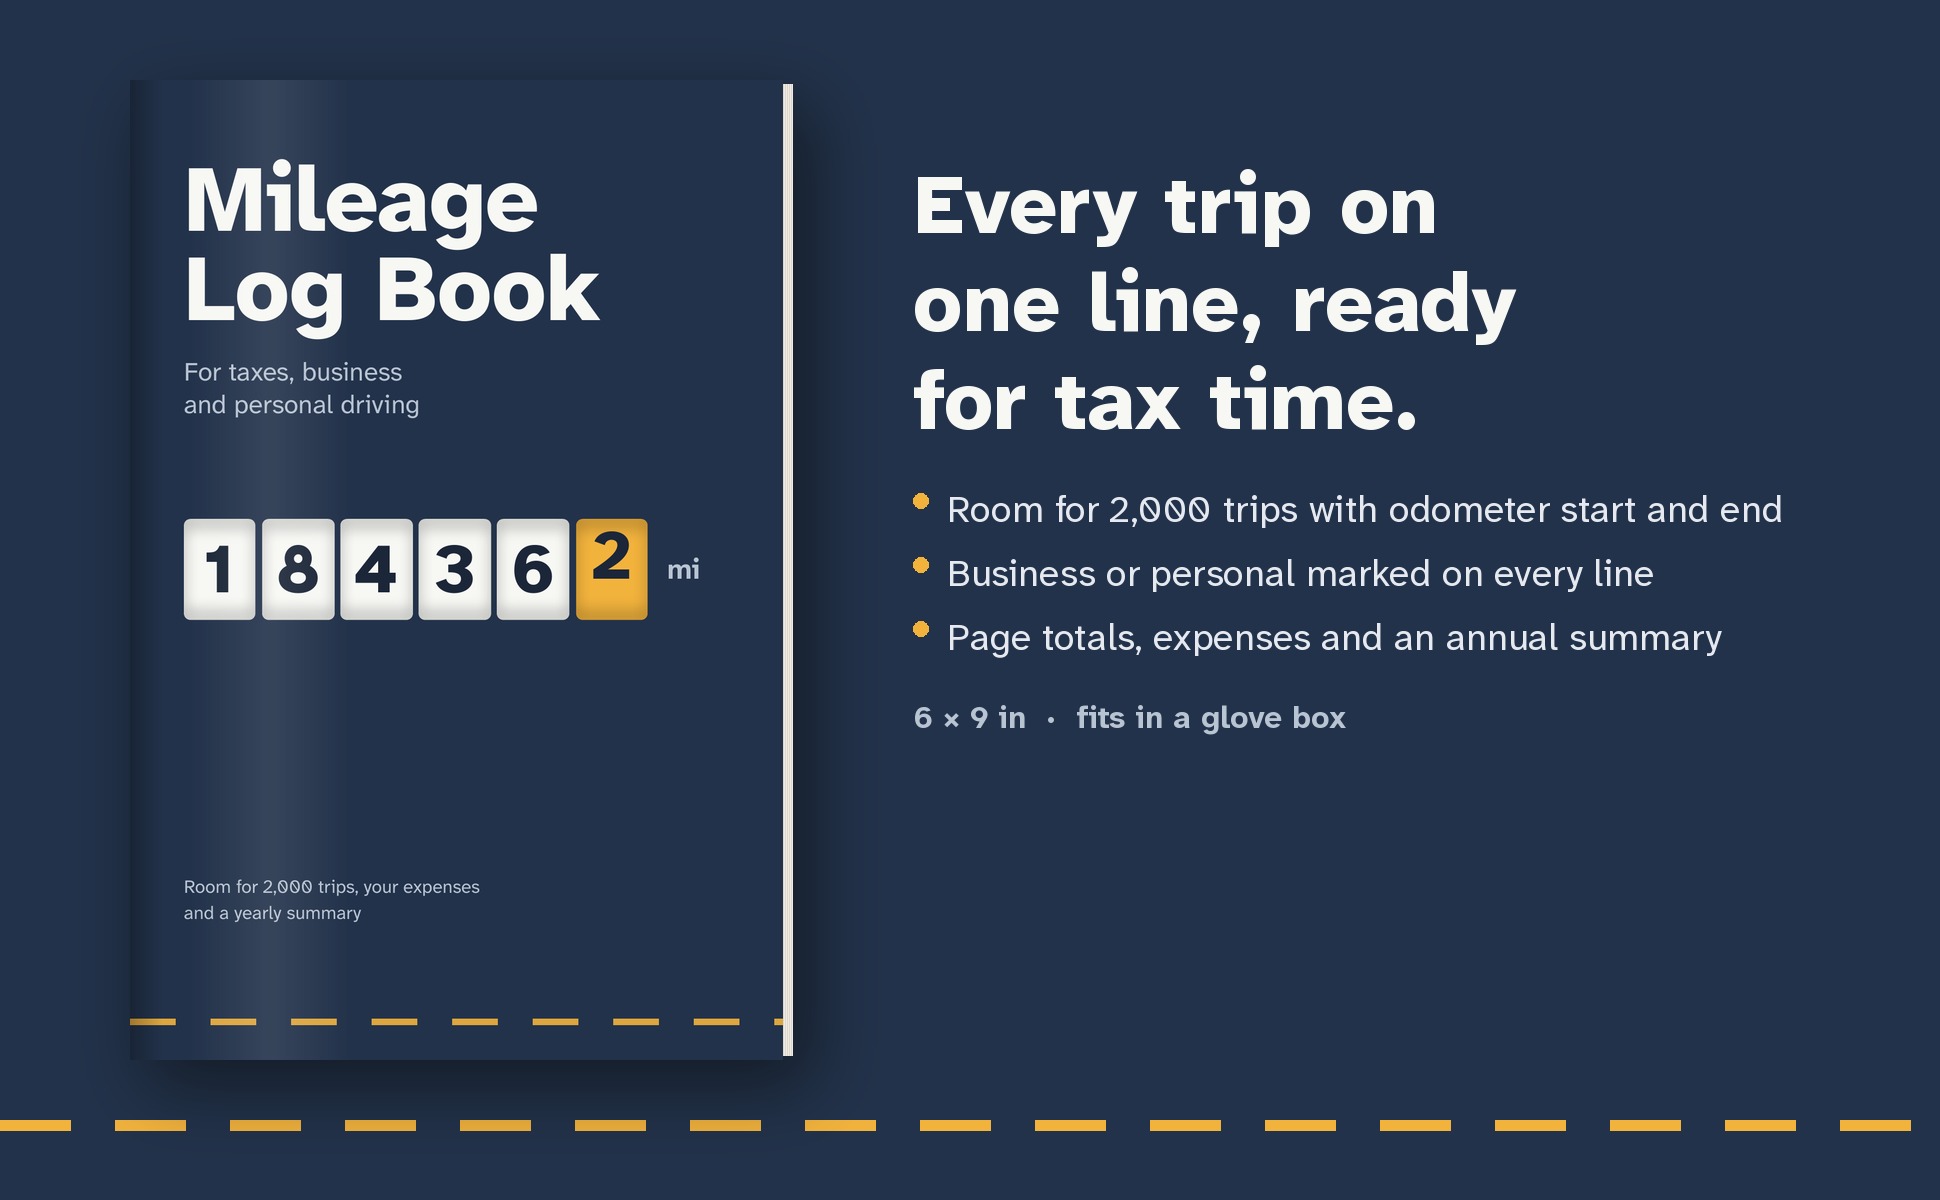 Mileage
Log Book
For taxes, business
and personal driving
184362 mi
Room for 2,000 trips, your expenses
and a yearly summary
Every trip on
one line, ready
for tax time.
Room for 2,000 trips with odometer start and end
Business or personal marked on every line
Page totals, expenses and an annual summary
6 × 9 in · fits in a glove box